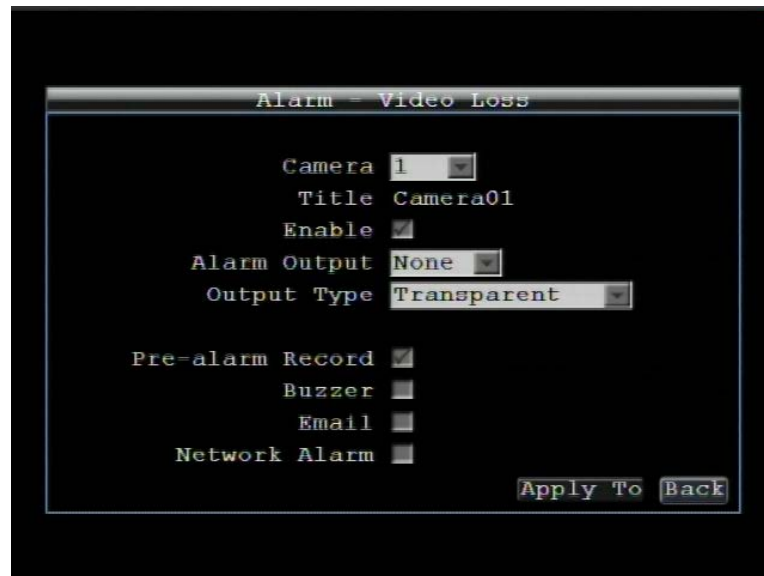 Alarm - Video Loss
Camera 1
Title Camera01
Enable
Alarm Output None
Output Type Transparent
Pre-alarm Record
Buzzer
Email
Network Alarm
Apply To Back